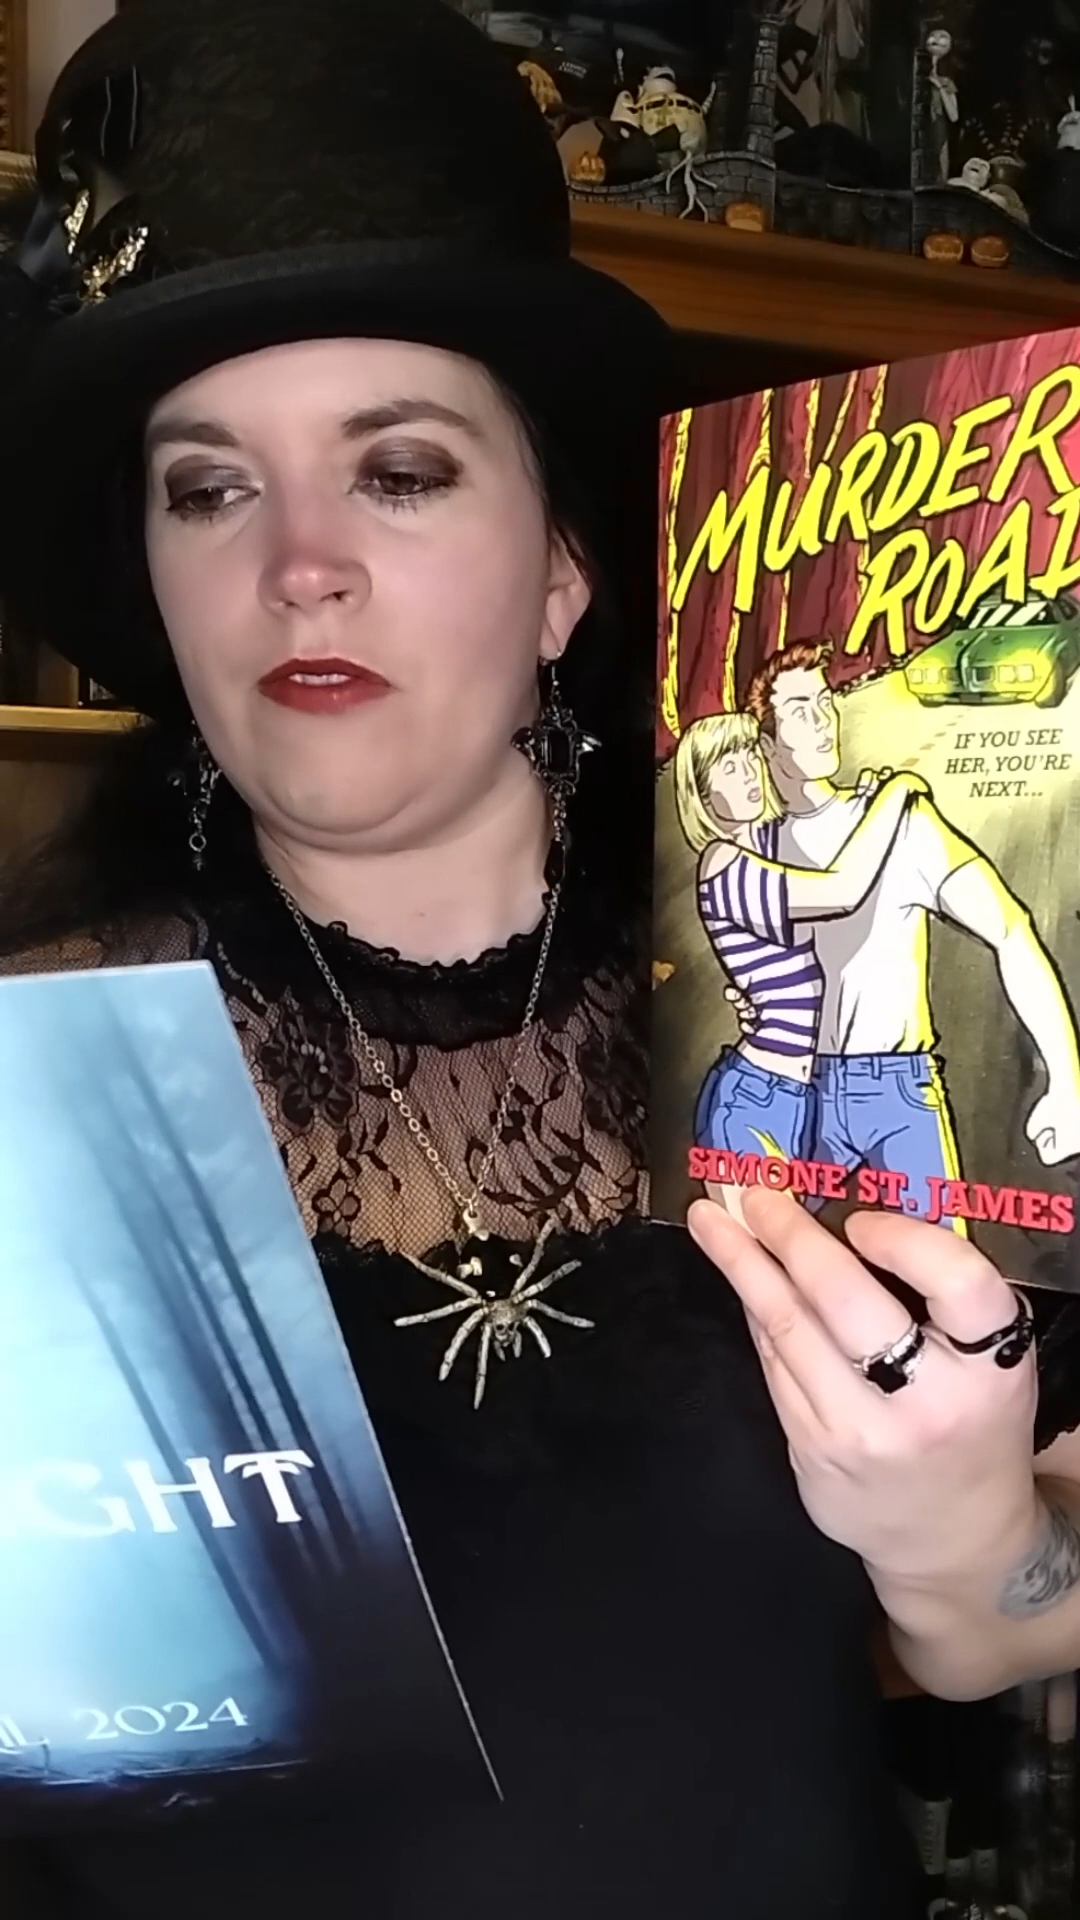 MURDER
ROAD
IF YOU SEE
HER, YOU'RE
NEXT...
SIMONE ST. JAMES
GHT
2024